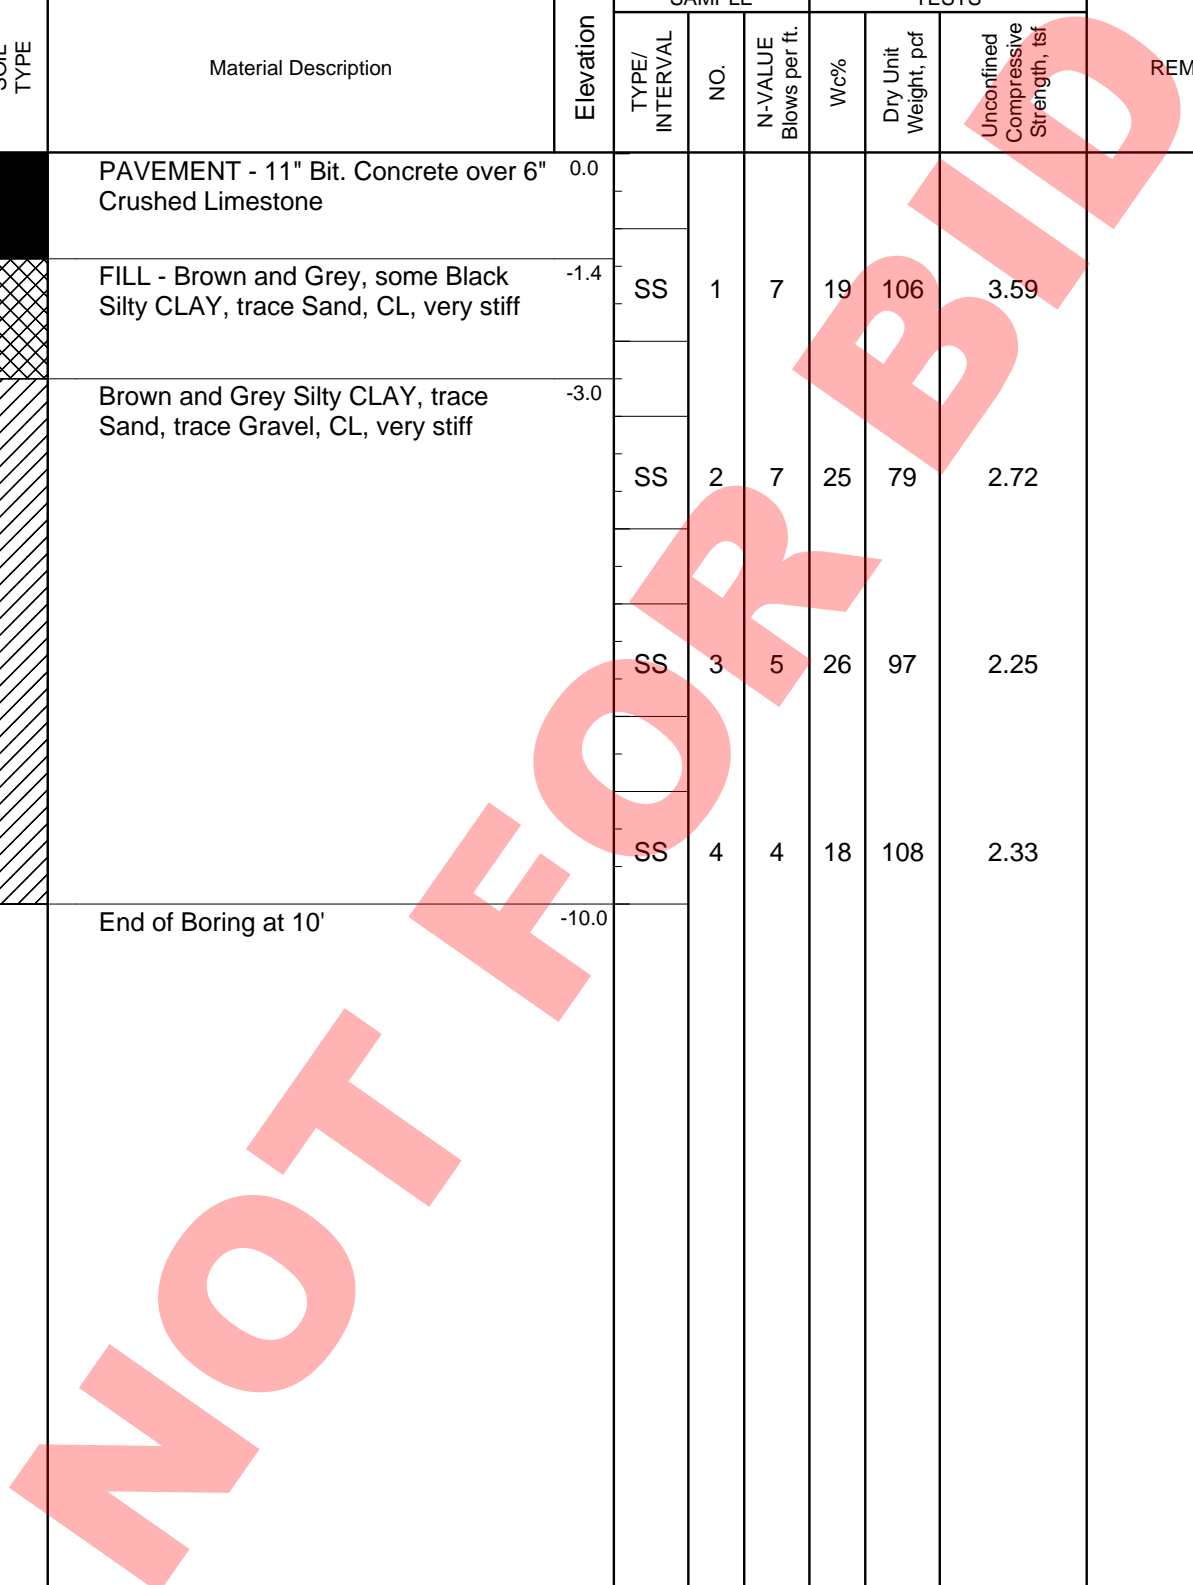 SAMPLE
TESTS
SOIL
TYPE
Material Description
Elevation
TYPE/
INTERVAL
NO.
N-VALUE
Blows per ft.
Wc%
Dry Unit
Weight, pcf
Unconfined
Compressive
Strength, tsf
REM
PAVEMENT - 11" Bit. Concrete over 6"
Crushed Limestone
0.0
FILL - Brown and Grey, some Black
Silty CLAY, trace Sand, CL, very stiff
-1.4
SS 1 7 19 106 3.59
Brown and Grey Silty CLAY, trace
Sand, trace Gravel, CL, very stiff
-3.0
SS 2 7 25 79 2.72
SS 3 5 26 97 2.25
SS 4 4 18 108 2.33
End of Boring at 10'
-10.0
NOT FOR BID